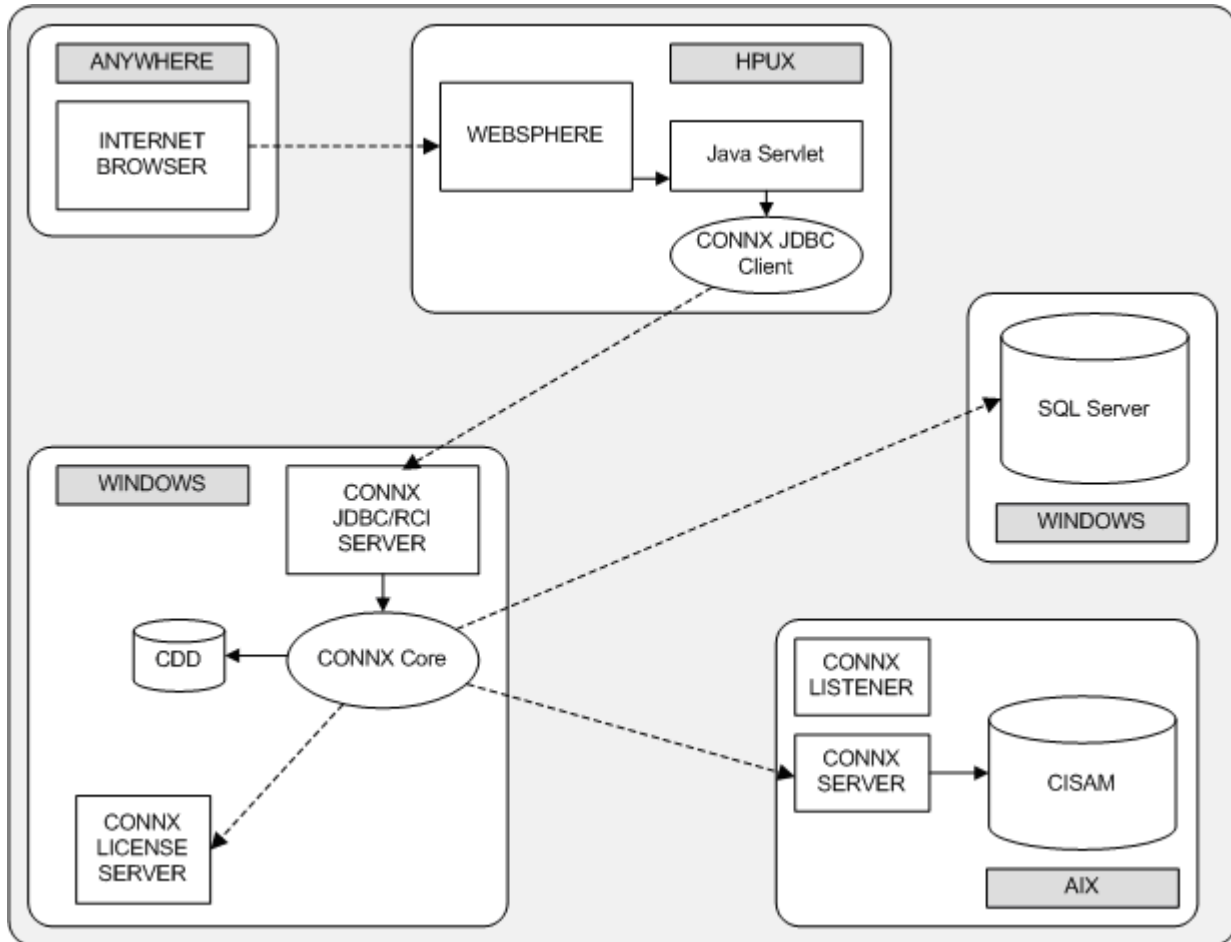 ANYWHERE
INTERNET
BROWSER
HPUX
WEBSPHERE
Java Servlet
CONNX JDBC
Client
SQL Server
WINDOWS
WINDOWS
CONNX
JDBC/RCI
SERVER
CDD
CONNX Core
CONNX
LICENSE
SERVER
CONNX
LISTENER
CONNX
SERVER
CISAM
AIX